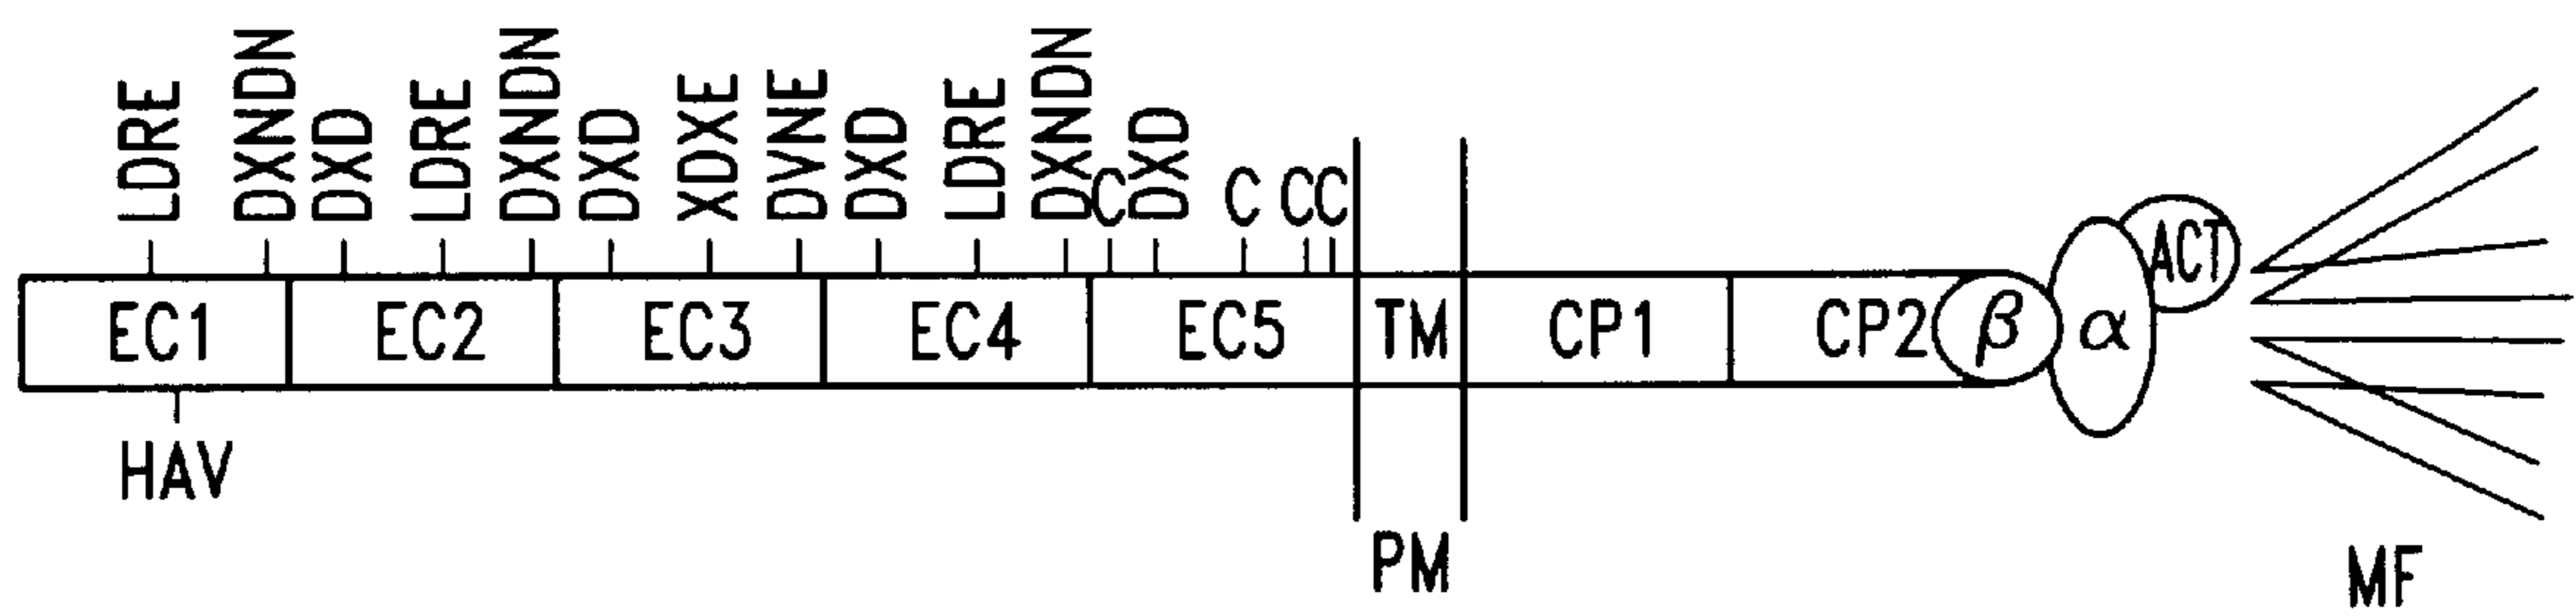 LDRE DXNDN DXD LDRE DXNDN DXD XDXE DVNE DXD LDRE DXNDN C DXD C C C
ACT
EC1 EC2 EC3 EC4 EC5 TM CP1 CP2 β α
HAV
PM
MF